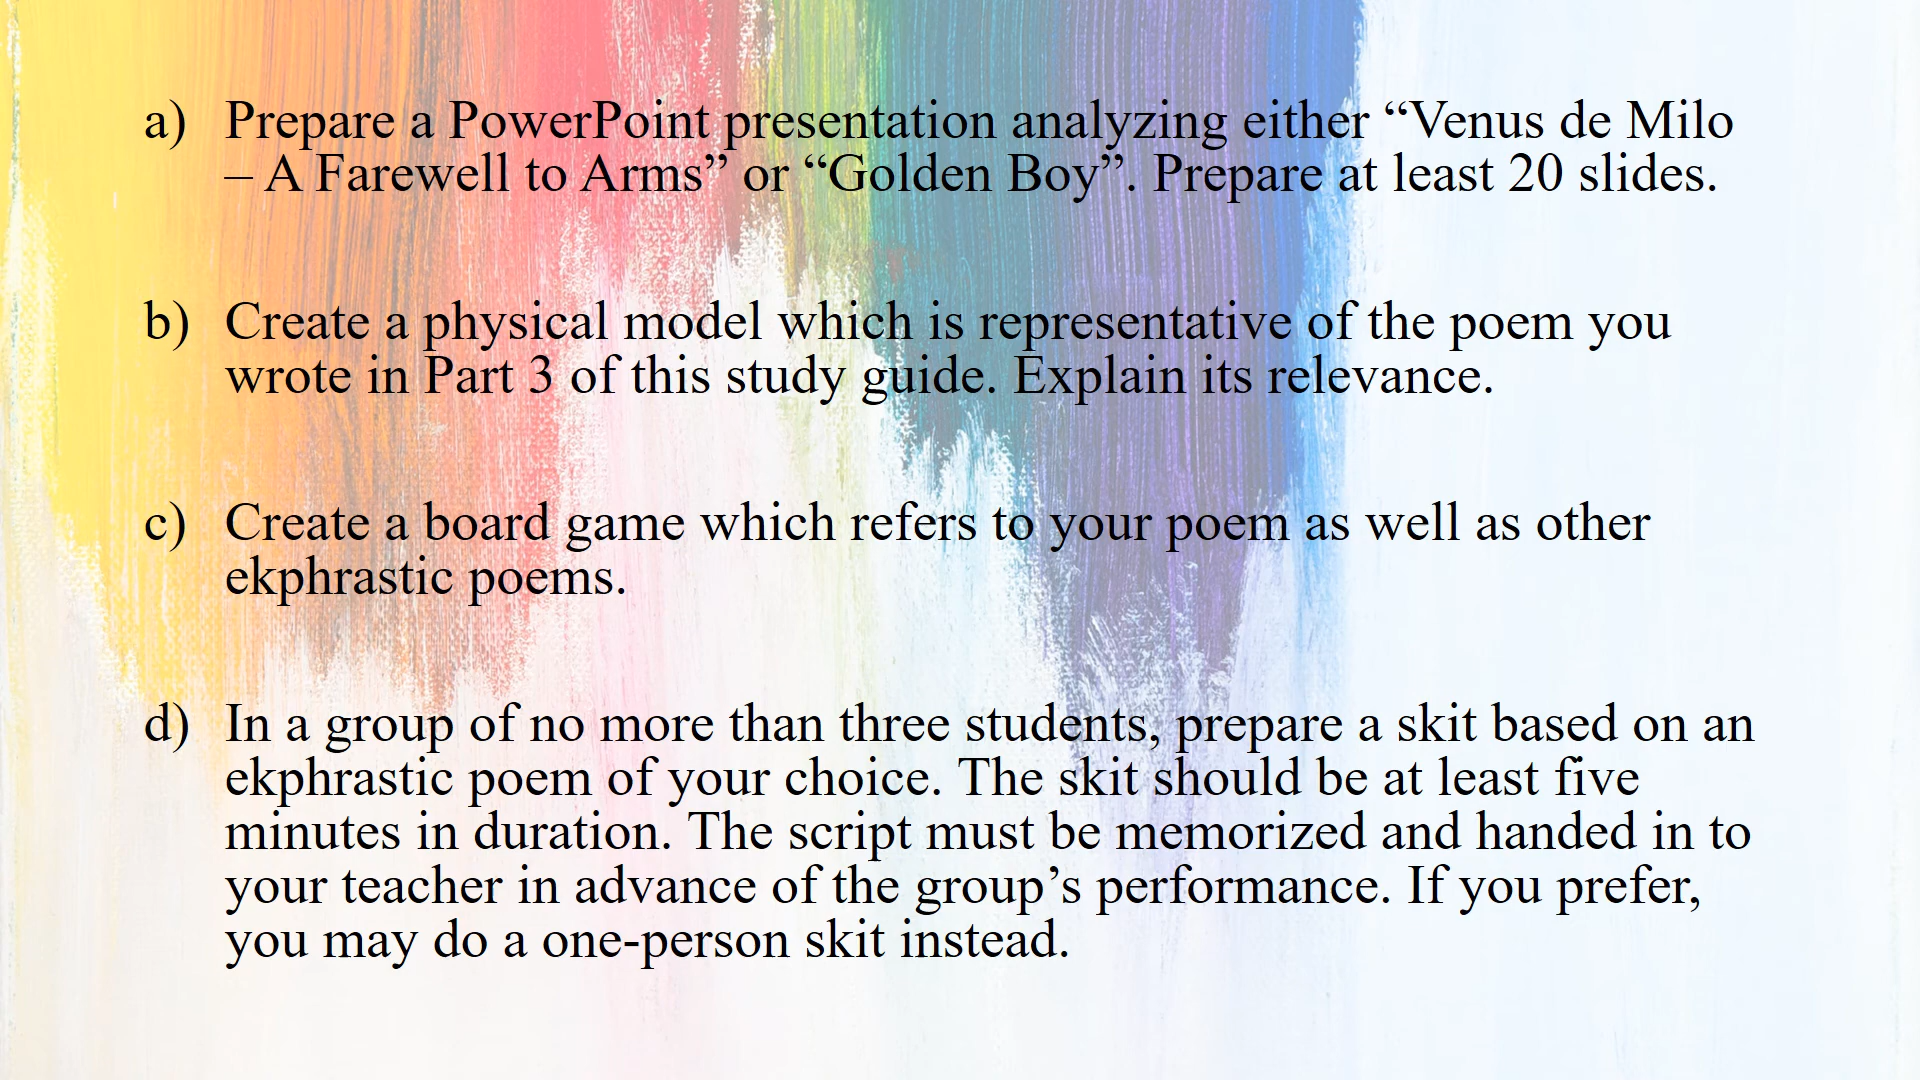 a) Prepare a PowerPoint presentation analyzing either “Venus de Milo
– A Farewell to Arms” or “Golden Boy”. Prepare at least 20 slides.
b) Create a physical model which is representative of the poem you
wrote in Part 3 of this study guide. Explain its relevance.
c) Create a board game which refers to your poem as well as other
ekphrastic poems.
d) In a group of no more than three students, prepare a skit based on an
ekphrastic poem of your choice. The skit should be at least five
minutes in duration. The script must be memorized and handed in to
your teacher in advance of the group’s performance. If you prefer,
you may do a one-person skit instead.